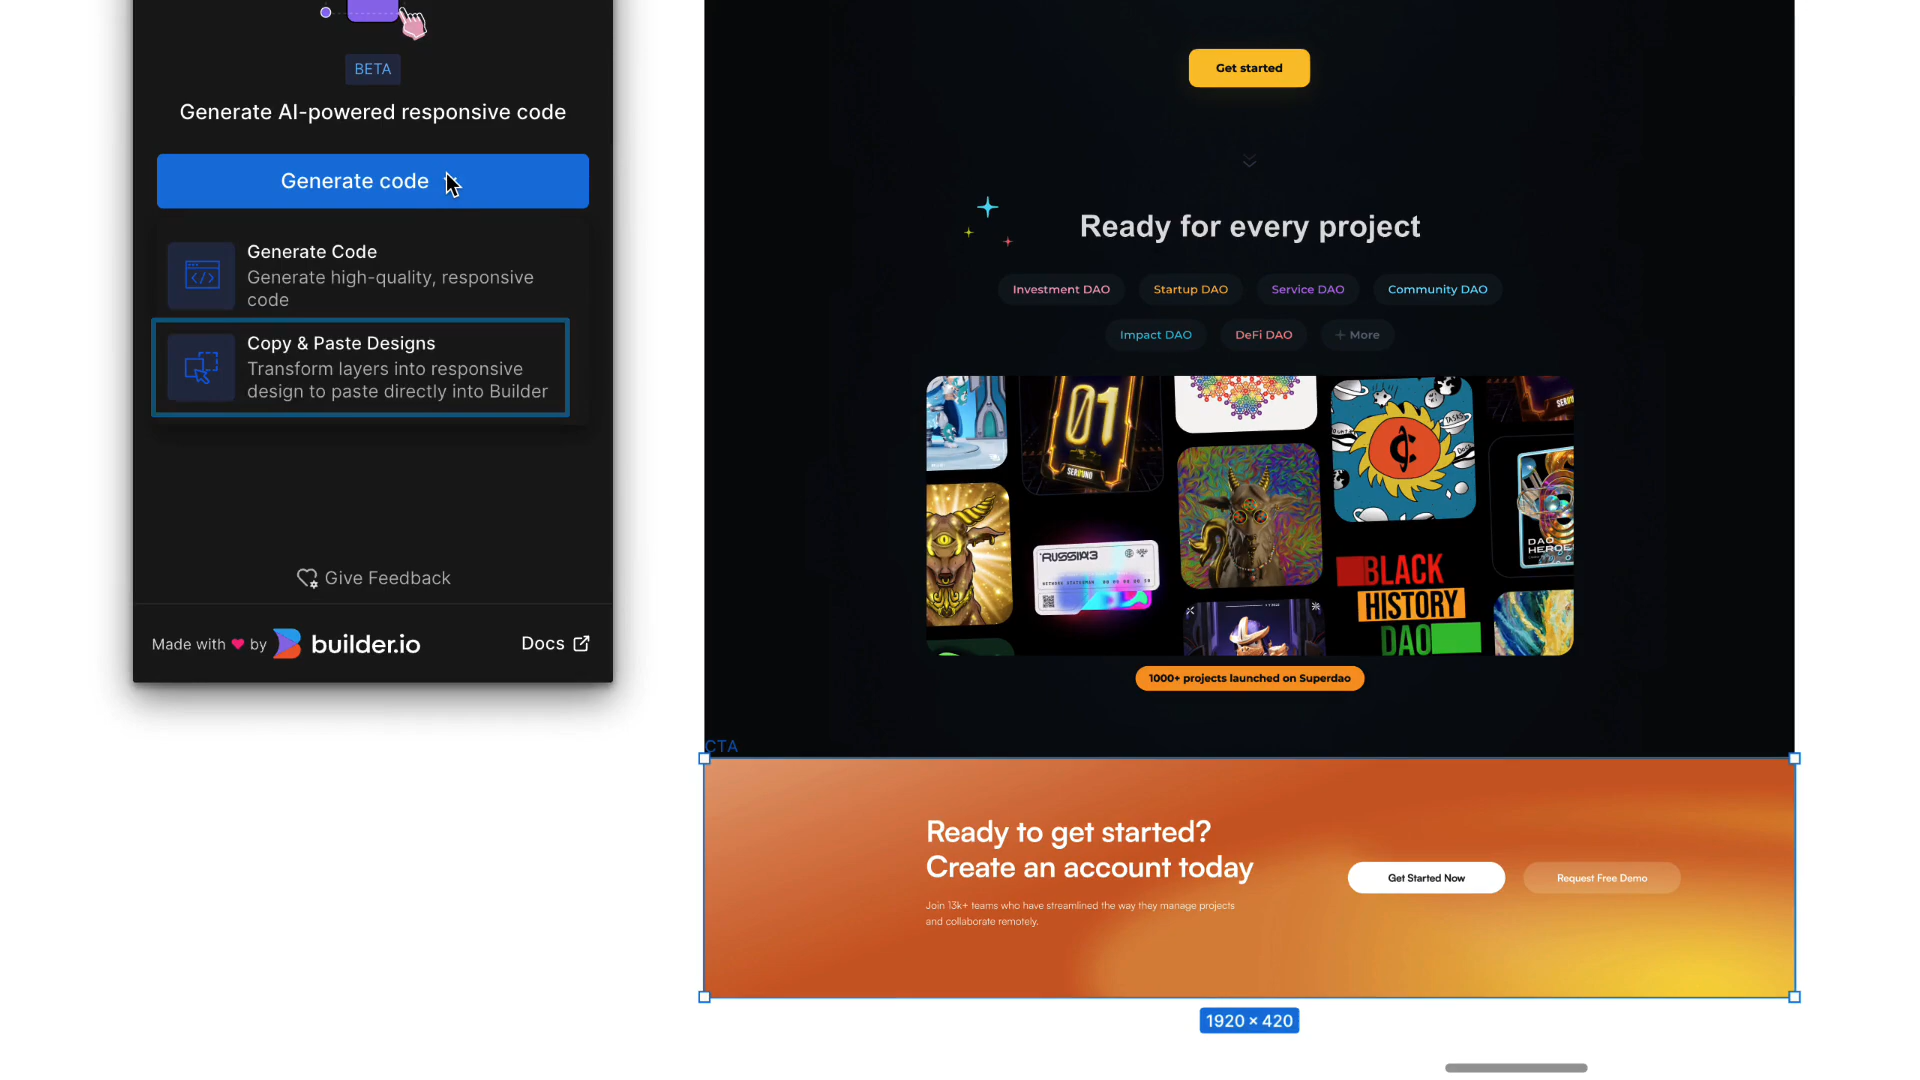 BETA
Generate AI-powered responsive code
Generate code
Generate Code
Generate high-quality, responsive
code
Copy & Paste Designs
Transform layers into responsive
design to paste directly into Builder
Give Feedback
Made with ♥ by builder.io
Docs
Get started
Ready for every project
Investment DAO
Startup DAO
Service DAO
Community DAO
Impact DAO
DeFi DAO
+ More
01
TASKS
BLACK
HISTORY
DAO
DAO
HEROES
1000+ projects launched on Superdao
CTA
Ready to get started?
Create an account today
Join 13k+ teams who have streamlined the way they manage projects
and collaborate remotely.
Get Started Now
Request Free Demo
1920 × 420